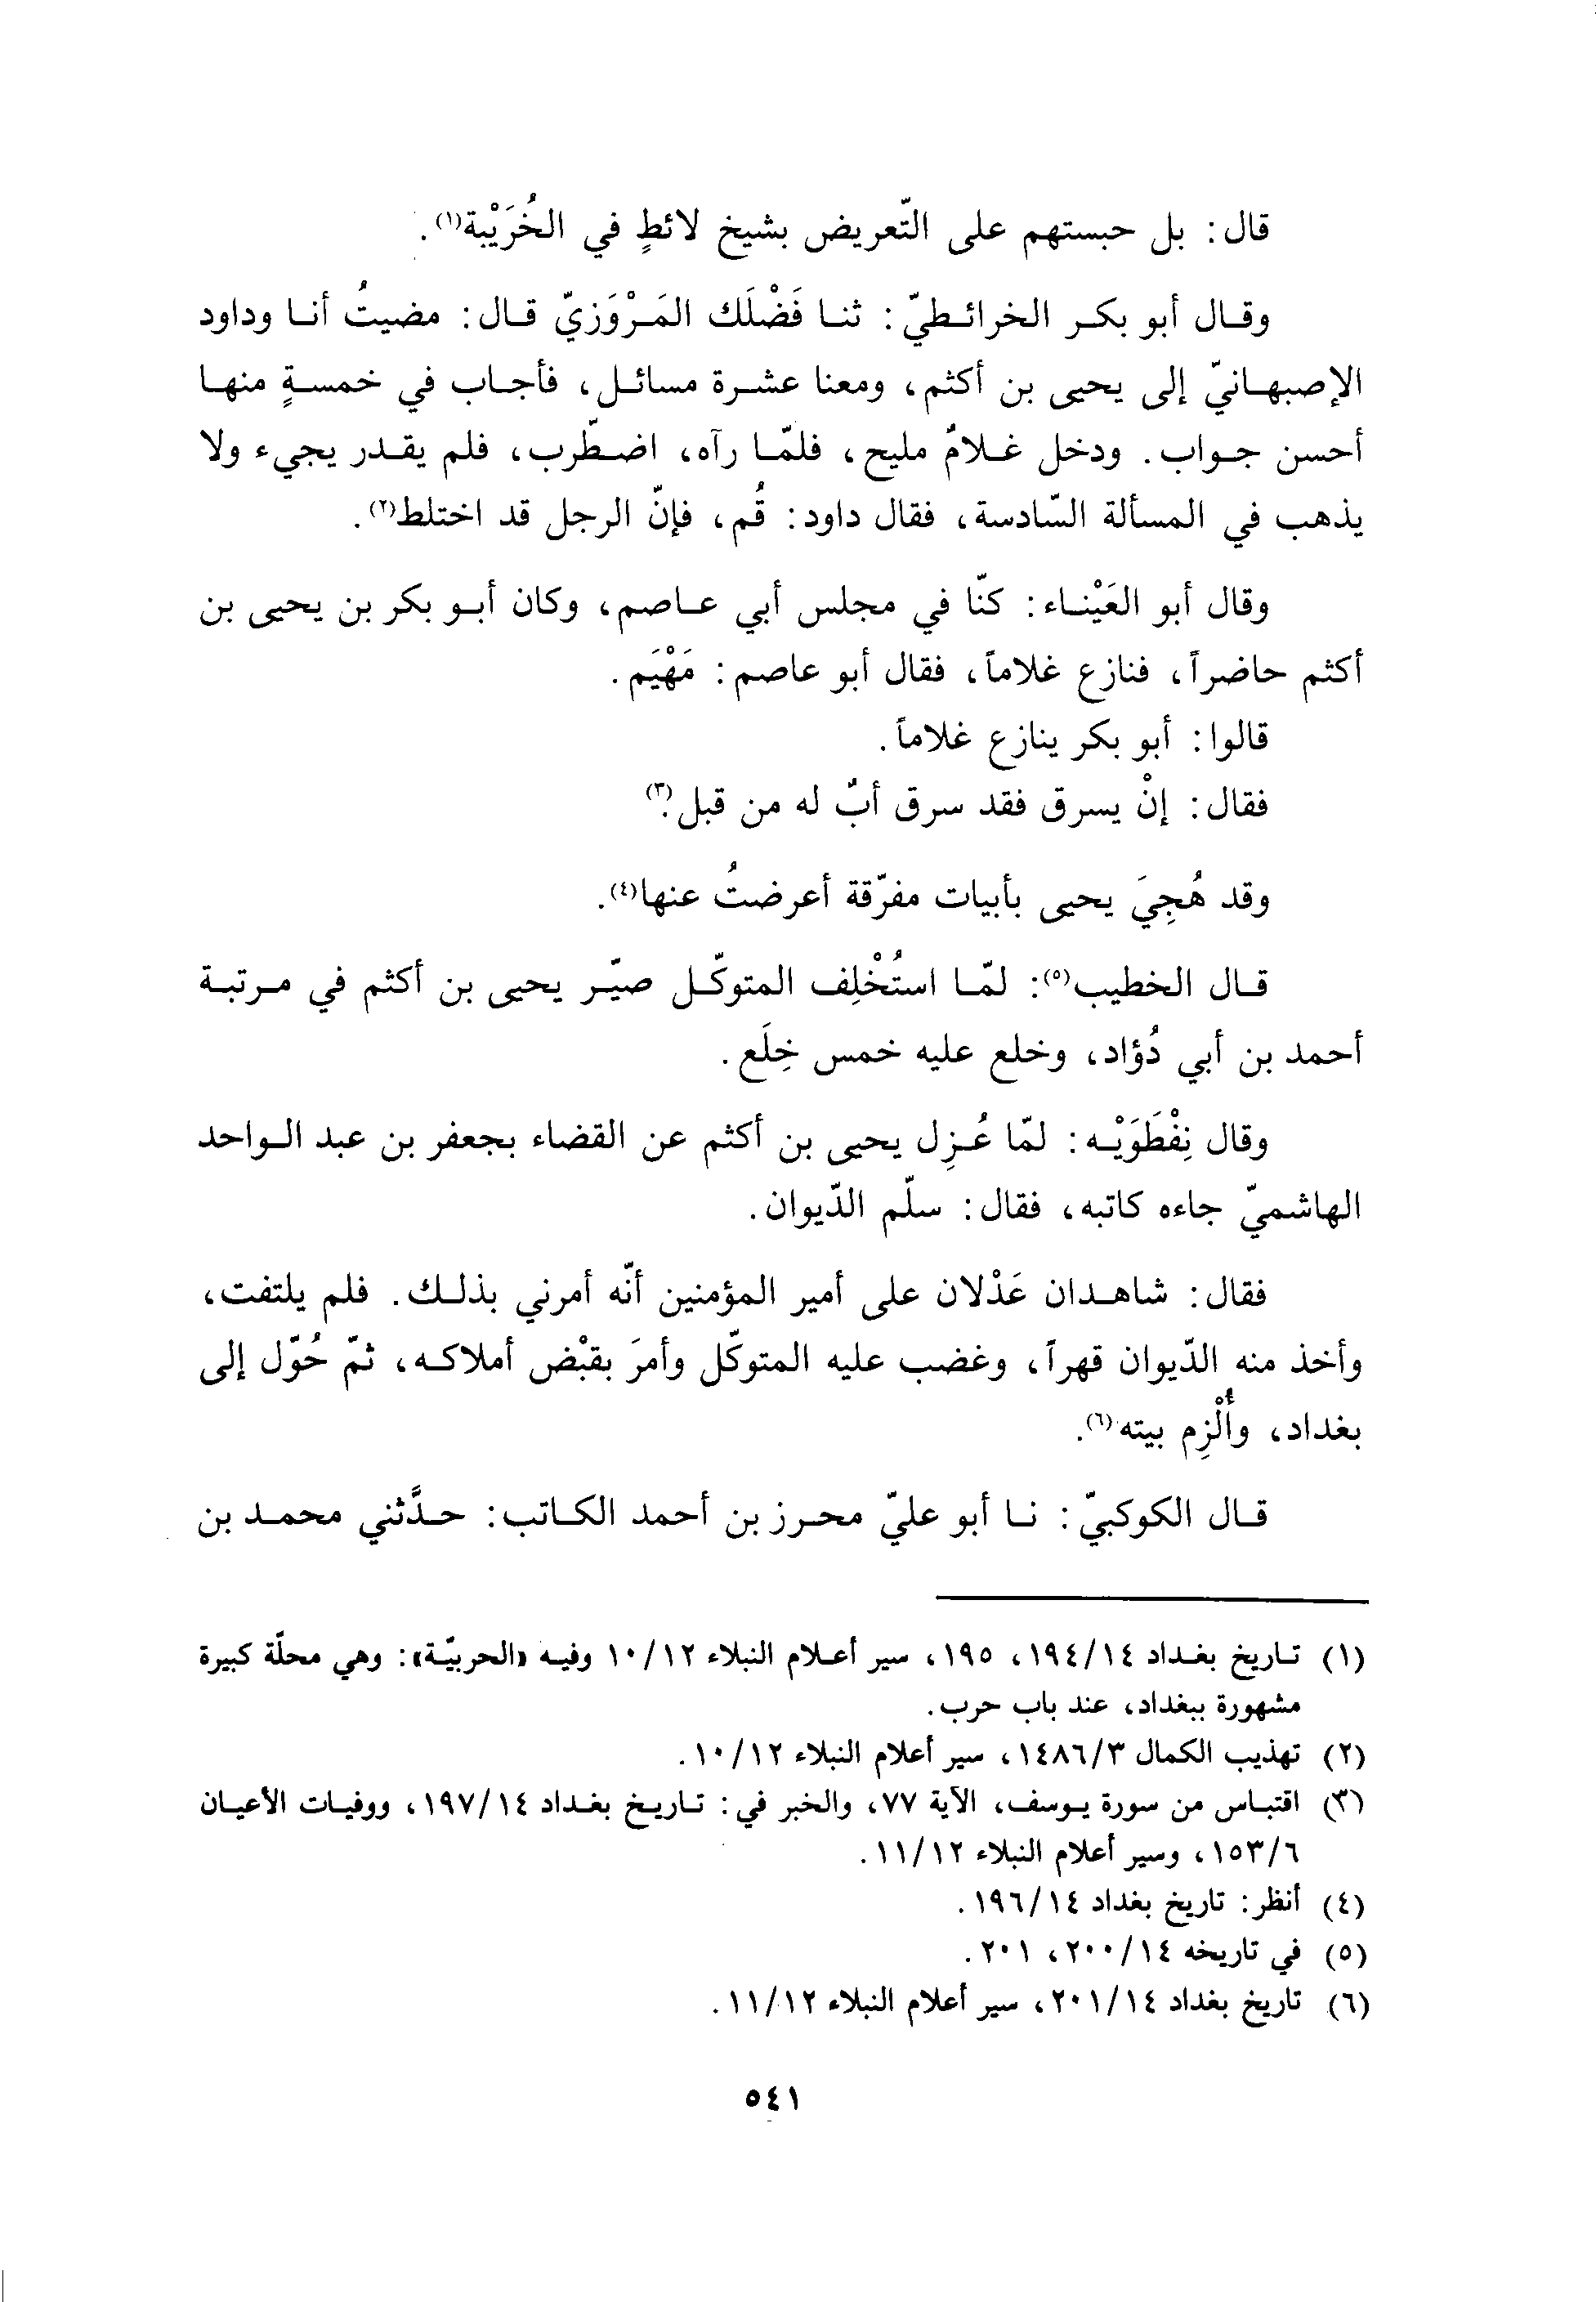 قال: بل حبستهم على التّعريض بشيخ لائطٍ في الخُرَيْبة(١).
وقال أبو بكر الخرائطيّ: ثنا فَضْلَك المَرْوَزيّ قال: مضيتُ أنا وداود
الإصبهانيّ إلى يحيى بن أكثم، ومعنا عشرة مسائل، فأجاب في خمسةٍ منها
أحسن جواب. ودخل غلامٌ مليح، فلمّا رآه، اضطّرب، فلم يقدر يجيء ولا
يذهب في المسألة السّادسة، فقال داود: قُم، فإنّ الرجل قد اختلط(٢).
وقال أبو العَيْناء: كنّا في مجلس أبي عاصم، وكان أبو بكر بن يحيى بن
أكثم حاضراً، فنازع غلاماً، فقال أبو عاصم: مَهْيَم.
قالوا: أبو بكر ينازع غلاماً.
فقال: إنْ يسرق فقد سرق أبٌ له من قبل.(٣)
وقد هُجِيَ يحيى بأبيات مفرّقة أعرضتُ عنها(٤).
قال الخطيب(٥): لمّا استُخْلِف المتوكّل صيّر يحيى بن أكثم في مرتبة
أحمد بن أبي دُؤاد، وخلع عليه خمس خِلَع.
وقال نِفْطَوَيْه: لمّا عُزِل يحيى بن أكثم عن القضاء بجعفر بن عبد الواحد
الهاشميّ جاءه كاتبه، فقال: سلّم الدّيوان.
فقال: شاهدان عَدْلان على أمير المؤمنين أنّه أمرني بذلك. فلم يلتفت،
وأخذ منه الدّيوان قهراً، وغضب عليه المتوكّل وأمرَ بقبْض أملاكه، ثمّ حُوّل إلى
بغداد، وأُلْزِم بيته(٦).
قال الكوكبيّ: نا أبو عليّ محرز بن أحمد الكاتب: حدَّثني محمد بن
(١) تاريخ بغداد ١٩٤/١٤، ١٩٥، سير أعلام النبلاء ١٠/١٢ وفيه «الحربيّة»: وهي محلّة كبيرة
مشهورة ببغداد، عند باب حرب.
(٢) تهذيب الكمال ١٤٨٦/٣، سير أعلام النبلاء ١٠/١٢.
(٣) اقتباس من سورة يوسف، الآية ٧٧، والخبر في: تاريخ بغداد ١٩٧/١٤، ووفيات الأعيان
١٥٣/٦، وسير أعلام النبلاء ١١/١٢.
(٤) أنظر: تاريخ بغداد ١٩٦/١٤.
(٥) في تاريخه ٢٠٠/١٤، ٢٠١.
(٦) تاريخ بغداد ٢٠١/١٤، سير أعلام النبلاء ١١/١٢.
٥٤١